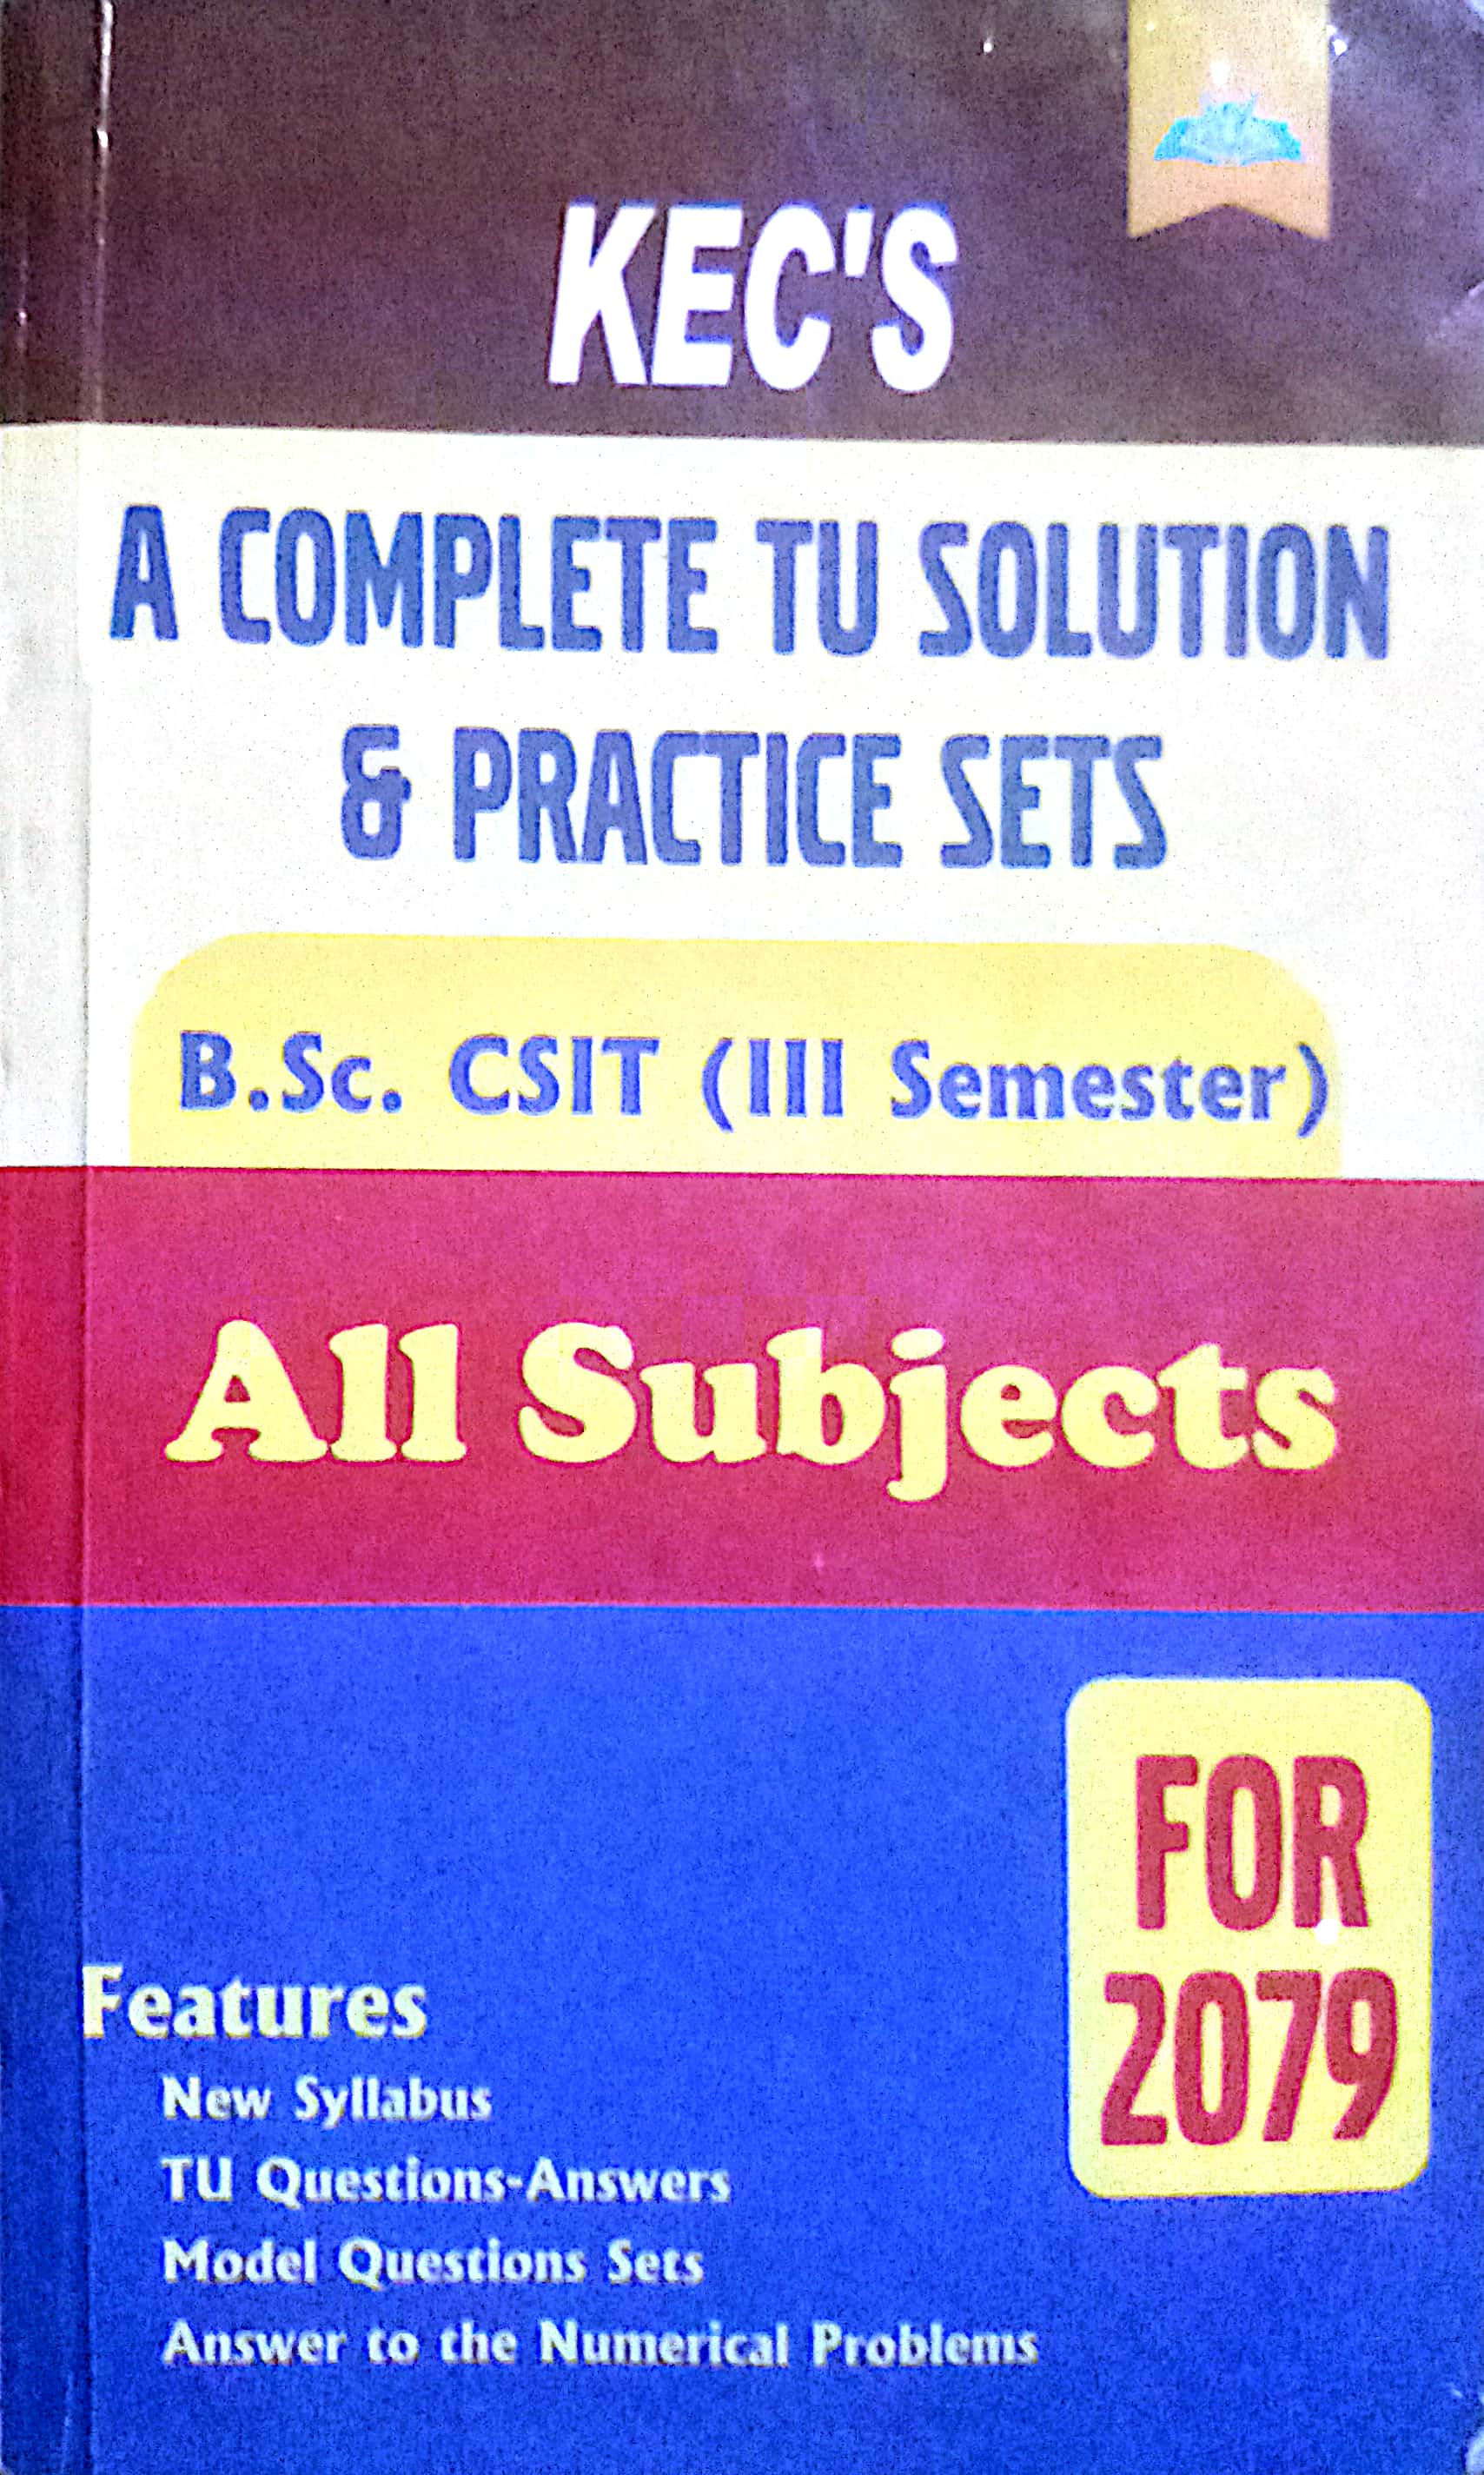 KEC'S
A COMPLETE TU SOLUTION
& PRACTICE SETS
B.Sc. CSIT (III Semester)
All Subjects
FOR
2079
Features
New Syllabus
TU Questions-Answers
Model Questions Sets
Answer to the Numerical Problems